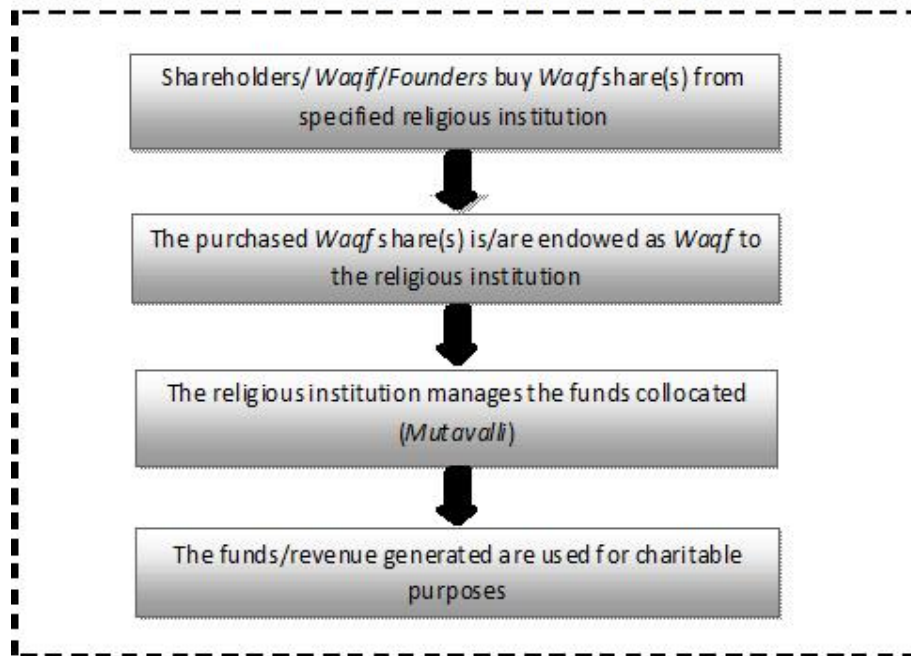 Shareholders/ Waqif/Founders buy Waqf share(s) from
specified religious institution
The purchased Waqf share(s) is/are endowed as Waqf to
the religious institution
The religious institution manages the funds collocated
(Mutavalli)
The funds/revenue generated are used for charitable
purposes